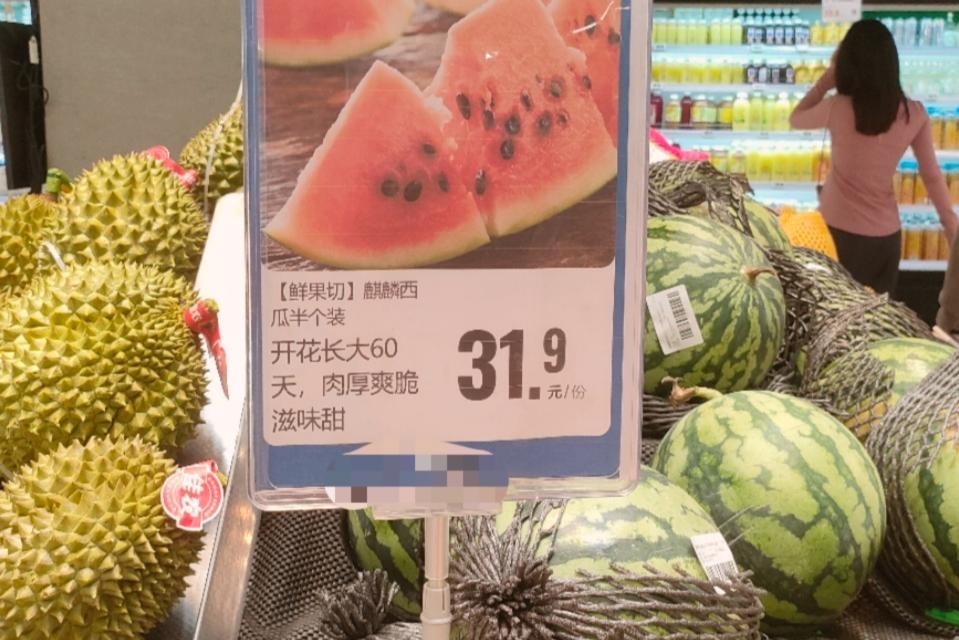 【鲜果切】麒麟西
瓜半个装
开花长大60
天，肉厚爽脆
滋味甜
31.9
元/份